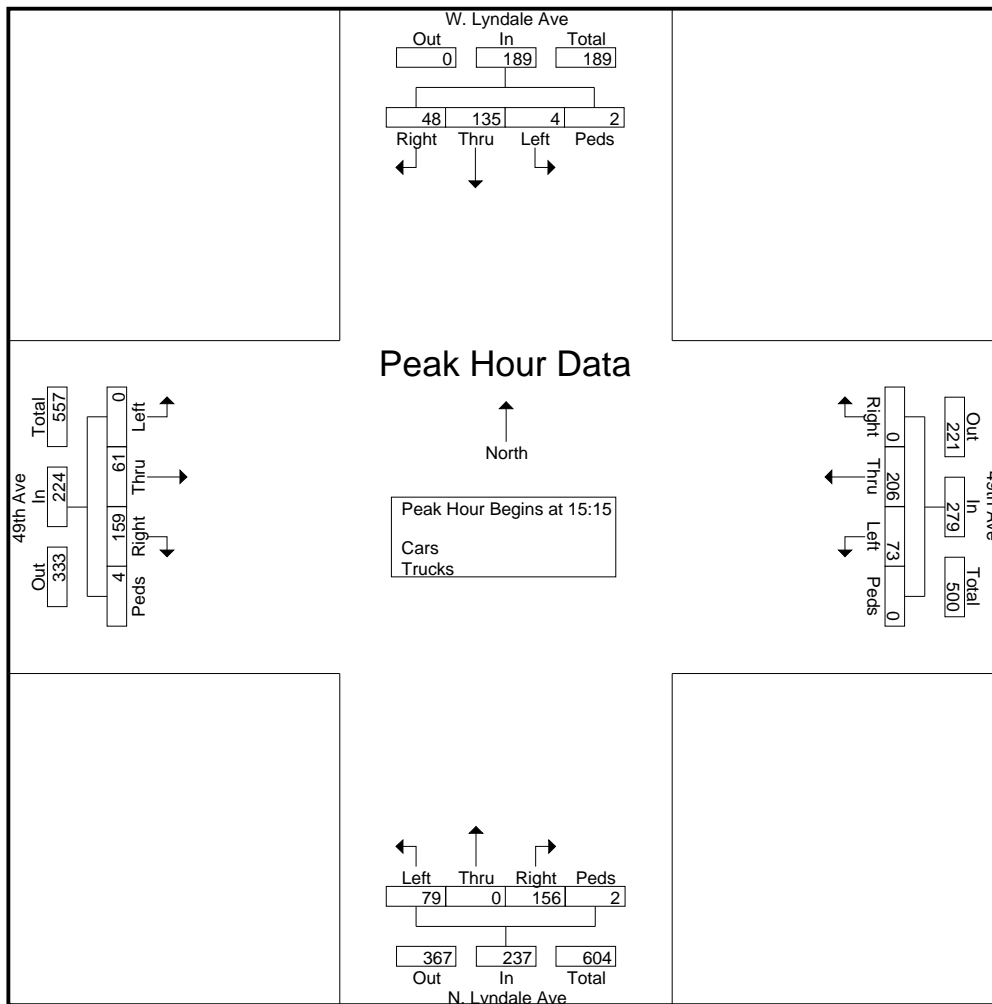 W. Lyndale Ave
Out In Total
0 189 189
48 135 4 2
Right Thru Left Peds
Peak Hour Data
North
Peak Hour Begins at 15:15
Cars
Trucks
49th Ave
Total In Out
557 224 333
0 61 159 4
Left Thru Right Peds
Right Thru Left Peds
0 206 73 0
Out In Total
221 279 500
49th Ave
Left Thru Right Peds
79 0 156 2
367 237 604
Out In Total
N. Lyndale Ave